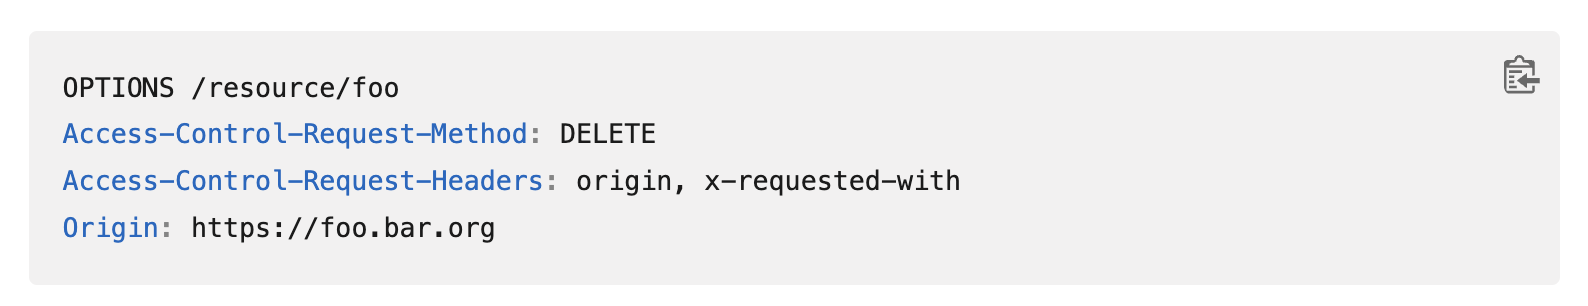 OPTIONS /resource/foo
Access-Control-Request-Method: DELETE
Access-Control-Request-Headers: origin, x-requested-with
Origin: https://foo.bar.org